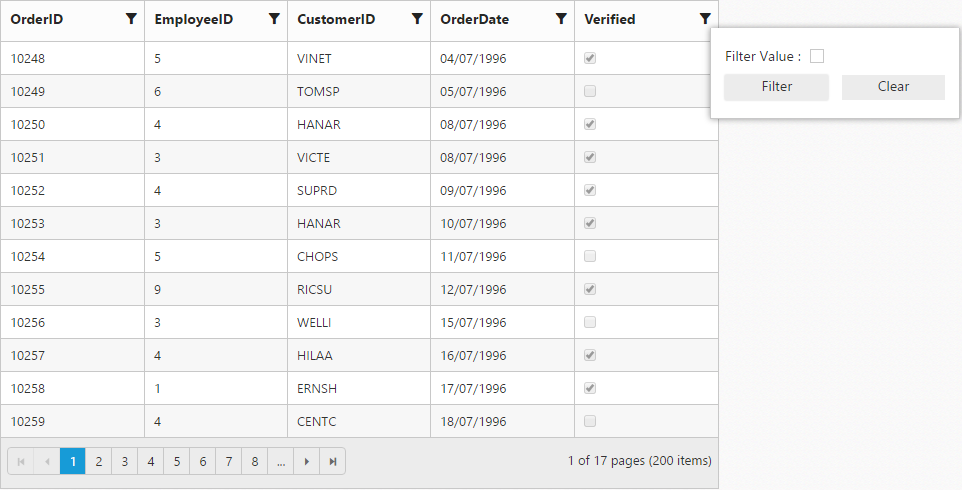 OrderID EmployeeID CustomerID OrderDate Verified
Filter Value :
Filter Clear
10248 5 VINET 04/07/1996
10249 6 TOMSP 05/07/1996
10250 4 HANAR 08/07/1996
10251 3 VICTE 08/07/1996
10252 4 SUPRD 09/07/1996
10253 3 HANAR 10/07/1996
10254 5 CHOPS 11/07/1996
10255 9 RICSU 12/07/1996
10256 3 WELLI 15/07/1996
10257 4 HILAA 16/07/1996
10258 1 ERNSH 17/07/1996
10259 4 CENTC 18/07/1996
1 2 3 4 5 6 7 8 ... 1 of 17 pages (200 items)